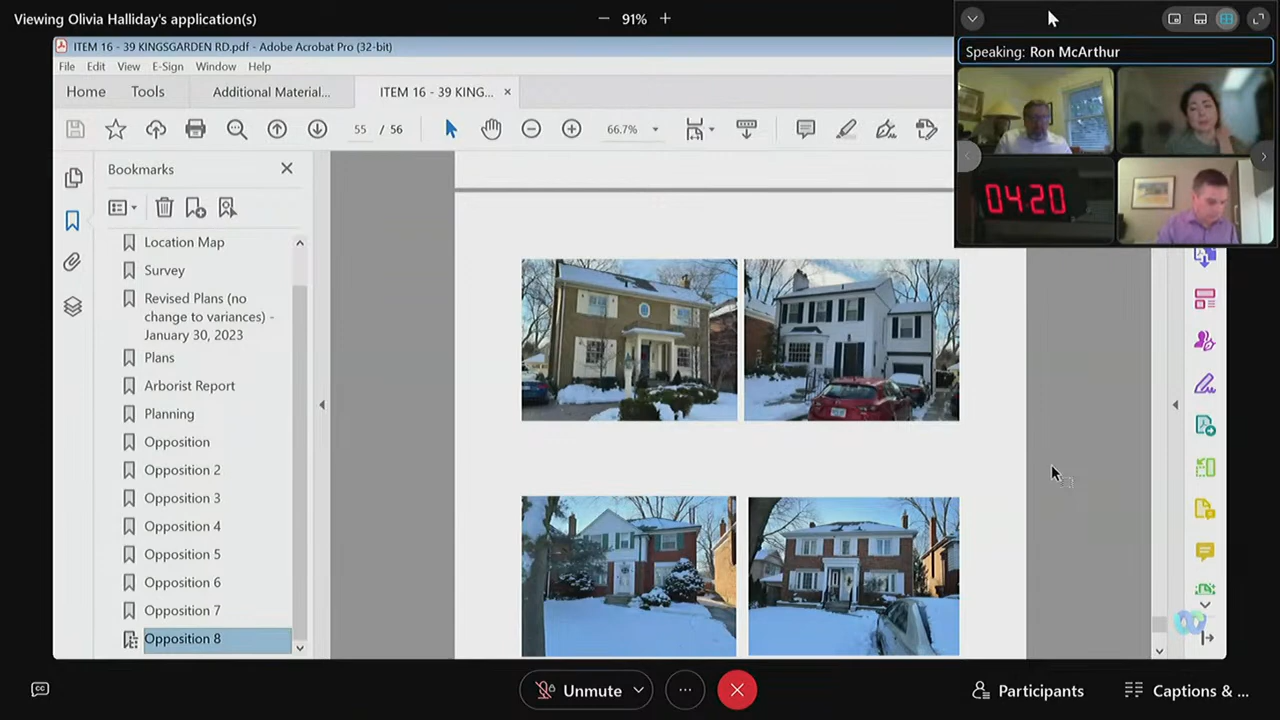 Viewing Olivia Halliday's application(s)
91%
Speaking: Ron McArthur
ITEM 16 - 39 KINGSGARDEN RD.pdf - Adobe Acrobat Pro (32-bit)
File Edit View E-Sign Window Help
Home Tools Additional Material... ITEM 16 - 39 KING... ×
55 / 56
66.7%
Bookmarks
04:20
Location Map
Survey
Revised Plans (no
change to variances) -
January 30, 2023
Plans
Arborist Report
Planning
Opposition
Opposition 2
Opposition 3
Opposition 4
Opposition 5
Opposition 6
Opposition 7
Opposition 8
CC
Unmute
Participants
Captions & ...